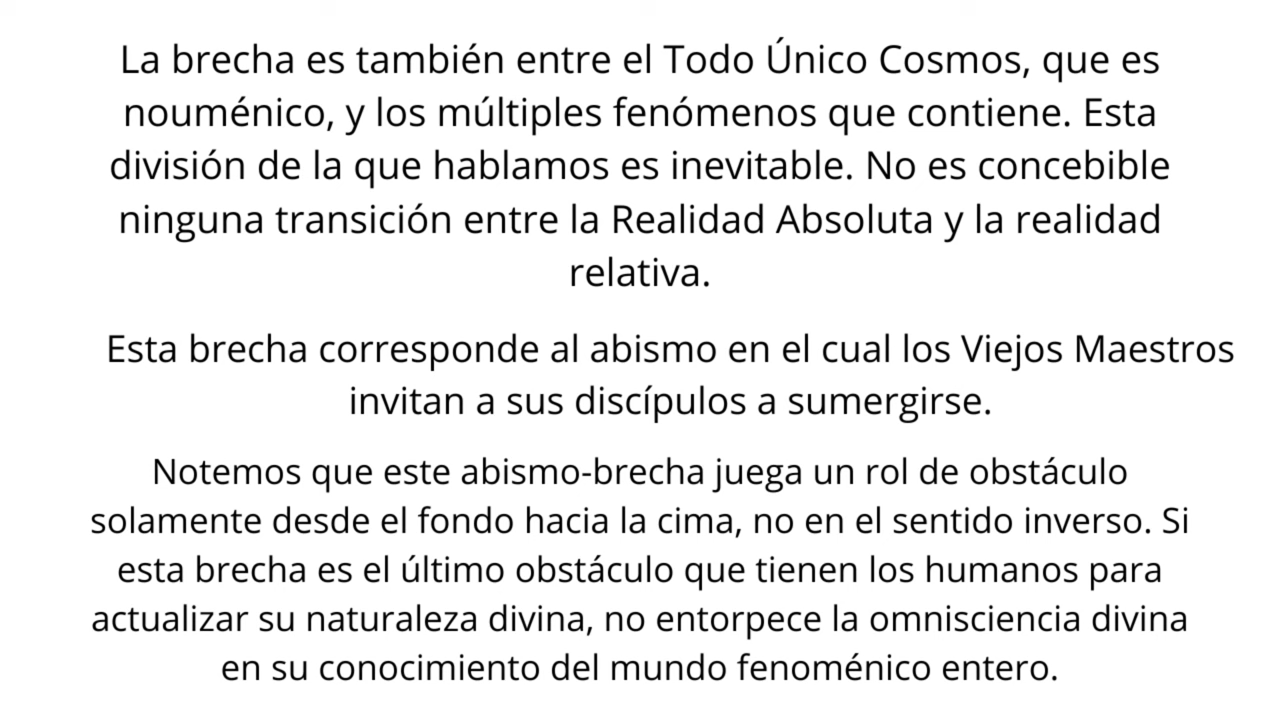 La brecha es también entre el Todo Único Cosmos, que es
nouménico, y los múltiples fenómenos que contiene. Esta
división de la que hablamos es inevitable. No es concebible
ninguna transición entre la Realidad Absoluta y la realidad
relativa.
Esta brecha corresponde al abismo en el cual los Viejos Maestros
invitan a sus discípulos a sumergirse.
Notemos que este abismo-brecha juega un rol de obstáculo
solamente desde el fondo hacia la cima, no en el sentido inverso. Si
esta brecha es el último obstáculo que tienen los humanos para
actualizar su naturaleza divina, no entorpece la omnisciencia divina
en su conocimiento del mundo fenoménico entero.